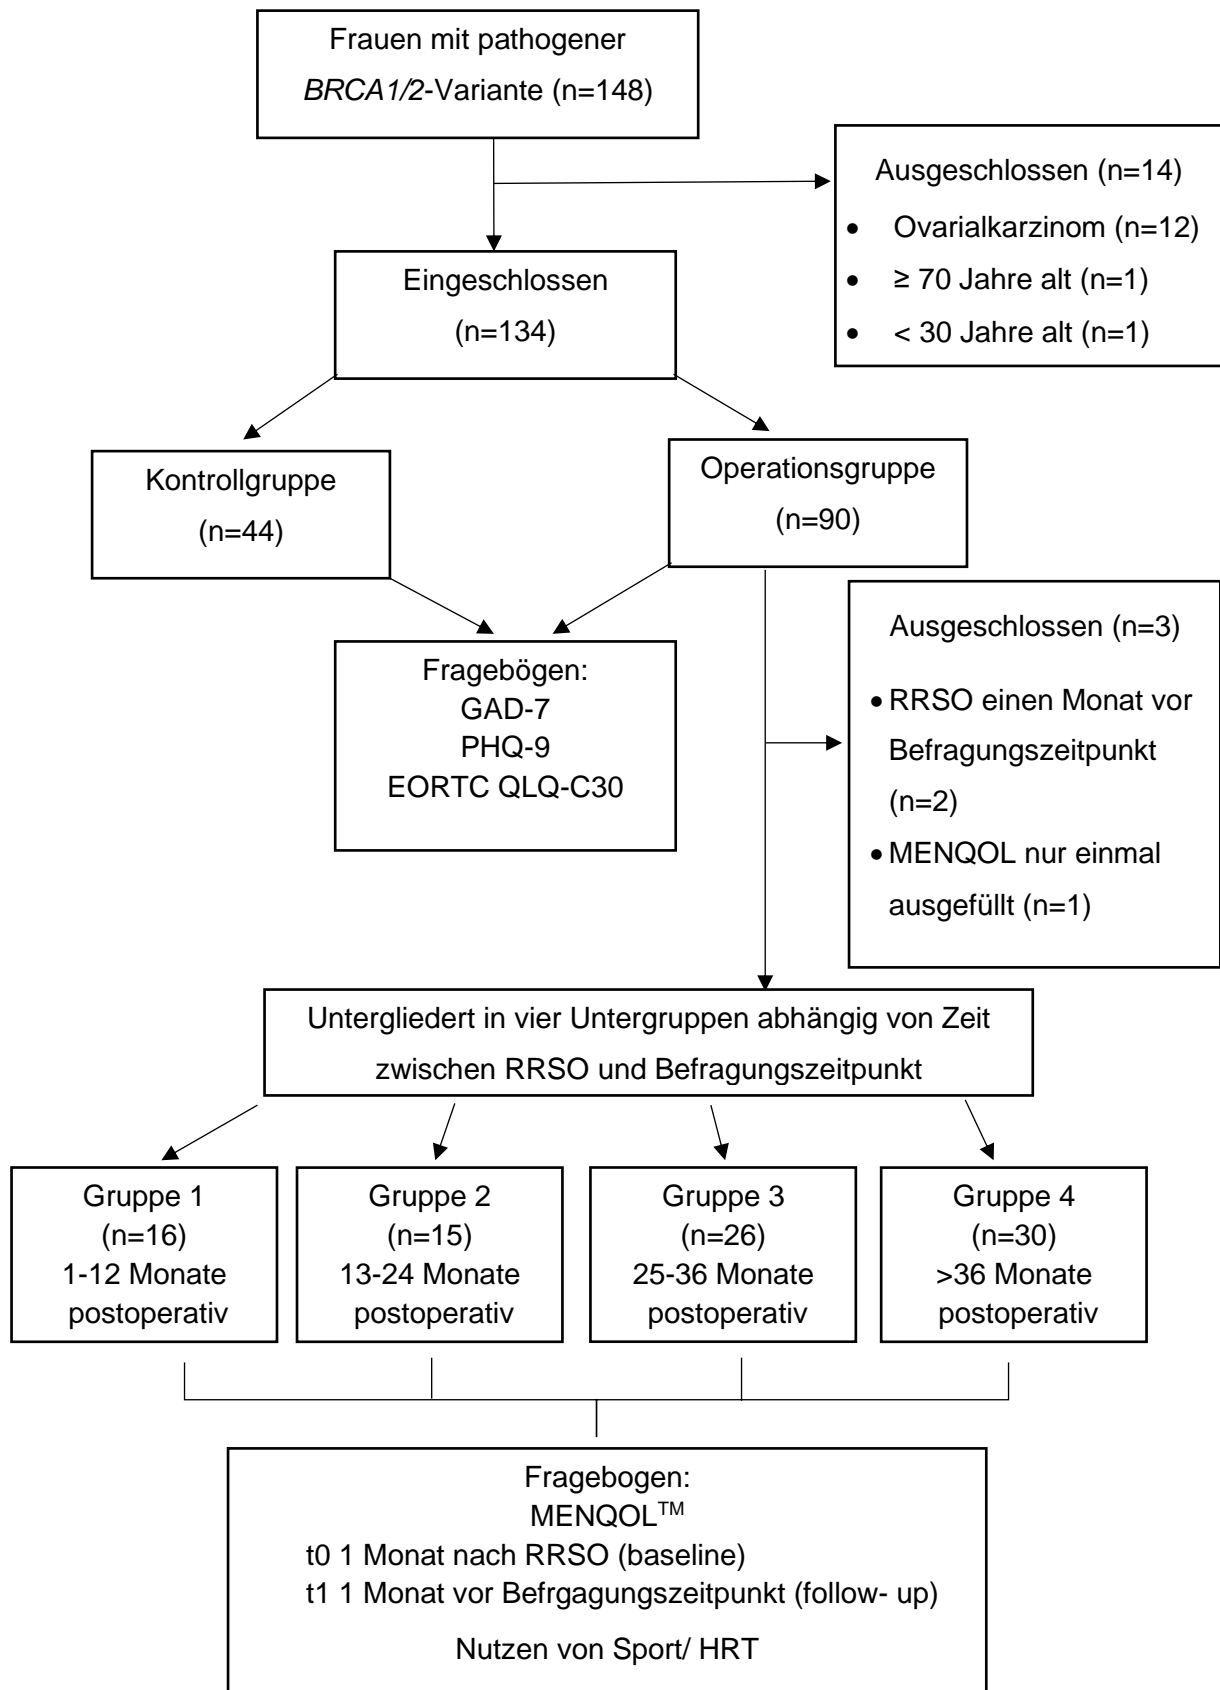 Frauen mit pathogener
BRCA1/2-Variante (n=148)
Ausgeschlossen (n=14)
• Ovarialkarzinom (n=12)
• ≥ 70 Jahre alt (n=1)
• < 30 Jahre alt (n=1)
Eingeschlossen
(n=134)
Kontrollgruppe
(n=44)
Operationsgruppe
(n=90)
Fragebögen:
GAD-7
PHQ-9
EORTC QLQ-C30
Ausgeschlossen (n=3)
• RRSO einen Monat vor
Befragungszeitpunkt
(n=2)
• MENQOL nur einmal
ausgefüllt (n=1)
Untergliedert in vier Untergruppen abhängig von Zeit
zwischen RRSO und Befragungszeitpunkt
Gruppe 1
(n=16)
1-12 Monate
postoperativ
Gruppe 2
(n=15)
13-24 Monate
postoperativ
Gruppe 3
(n=26)
25-36 Monate
postoperativ
Gruppe 4
(n=30)
>36 Monate
postoperativ
Fragebogen:
MENQOL™
t0 1 Monat nach RRSO (baseline)
t1 1 Monat vor Befrgagungszeitpunkt (follow- up)
Nutzen von Sport/ HRT